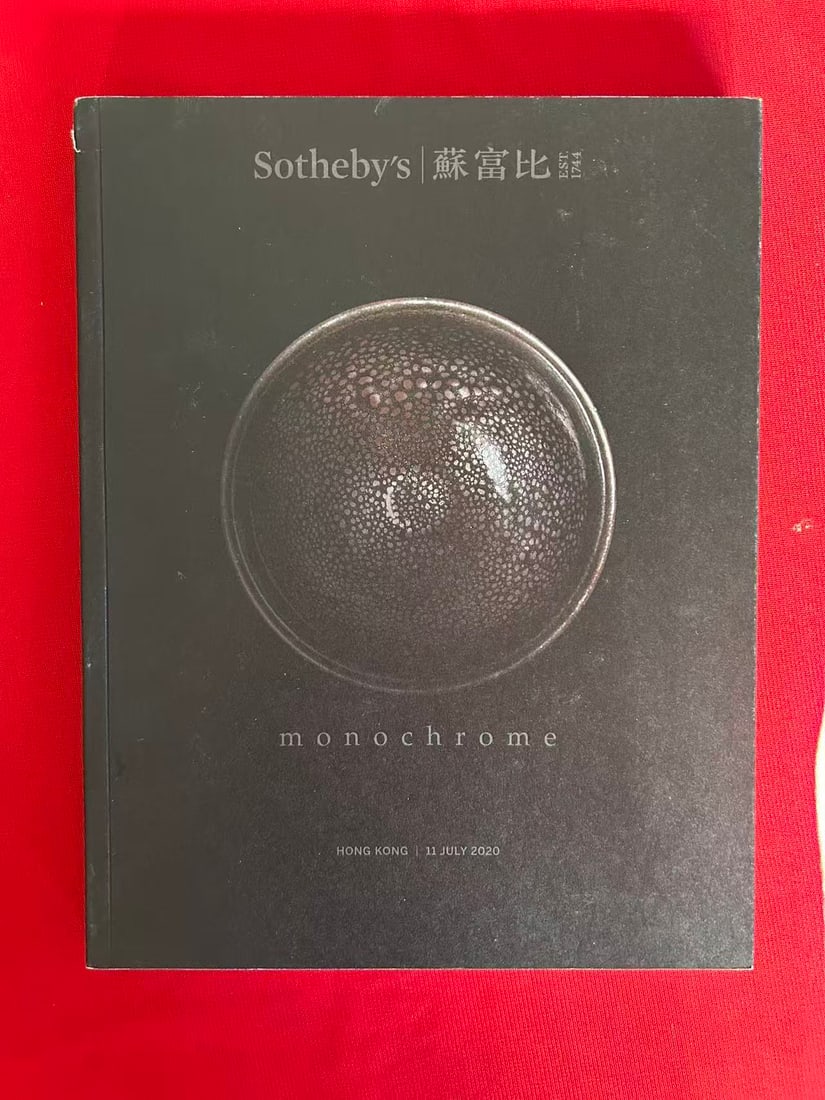 Sotheby's | 蘇富比 EST. 1744
monochrome
HONG KONG | 11 JULY 2020